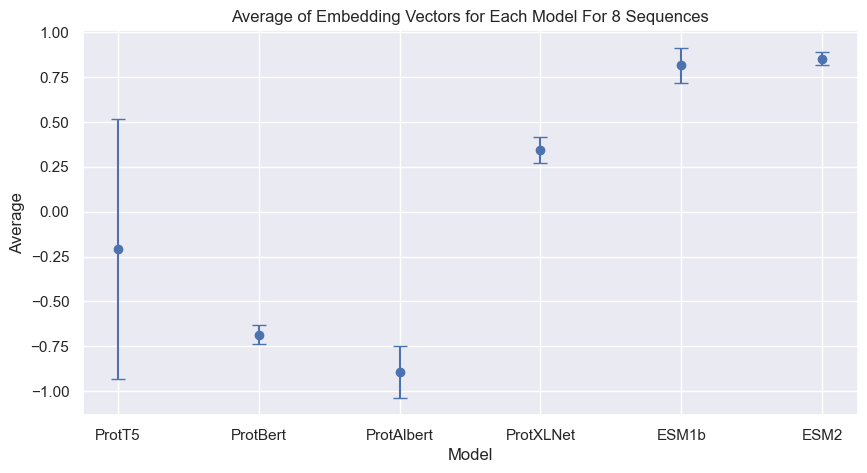 Average of Embedding Vectors for Each Model For 8 Sequences
1.00
0.75
0.50
0.25
0.00
−0.25
−0.50
−0.75
−1.00
Average
ProtT5 ProtBert ProtAlbert ProtXLNet ESM1b ESM2
Model